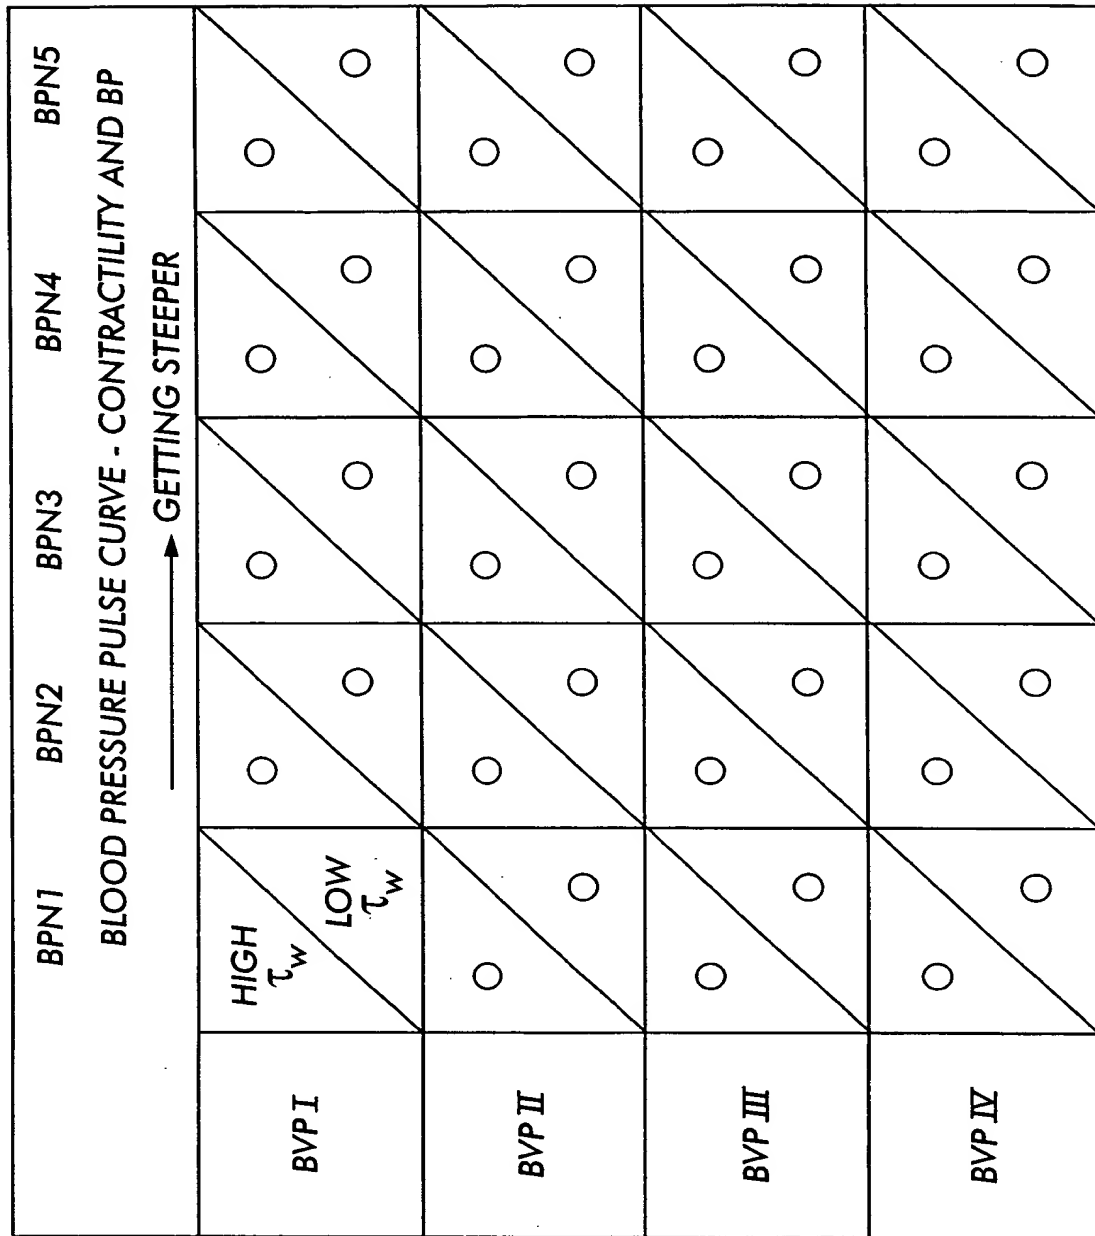 BPN1 BPN2 BPN3 BPN4 BPN5
BLOOD PRESSURE PULSE CURVE - CONTRACTILITY AND BP
GETTING STEEPER
BVP I
HIGH
τw
LOW
τw
BVP II
BVP III
BVP IV